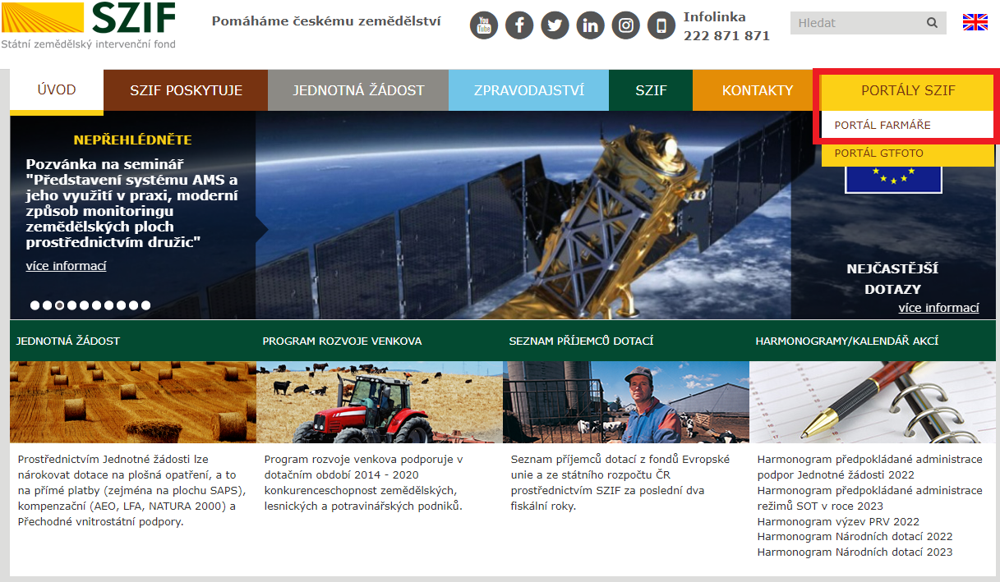 SZIF
Státní zemědělský intervenční fond
Pomáháme českému zemědělství
You
Tube
Infolinka
222 871 871
Hledat
ÚVOD
SZIF POSKYTUJE
JEDNOTNÁ ŽÁDOST
ZPRAVODAJSTVÍ
SZIF
KONTAKTY
PORTÁLY SZIF
PORTÁL FARMÁŘE
PORTÁL GTFOTO
NEPŘEHLÉDNĚTE
Pozvánka na seminář
"Představení systému AMS a
jeho využití v praxi, moderní
způsob monitoringu
zemědělských ploch
prostřednictvím družic"
více informací
NEJČASTĚJŠÍ
DOTAZY
více informací
JEDNOTNÁ ŽÁDOST
PROGRAM ROZVOJE VENKOVA
SEZNAM PŘÍJEMCŮ DOTACÍ
HARMONOGRAMY/KALENDÁŘ AKCÍ
Prostřednictvím Jednotné žádosti lze
nárokovat dotace na plošná opatření, a to
na přímé platby (zejména na plochu SAPS),
kompenzační (AEO, LFA, NATURA 2000) a
Přechodné vnitrostátní podpory.
Program rozvoje venkova podporuje v
dotačním období 2014 - 2020
konkurenceschopnost zemědělských,
lesnických a potravinářských podniků.
Seznam příjemců dotací z fondů Evropské
unie a ze státního rozpočtu ČR
prostřednictvím SZIF za poslední dva
fiskální roky.
Harmonogram předpokládané administrace
podpor Jednotné žádosti 2022
Harmonogram předpokládané administrace
režimů SOT v roce 2023
Harmonogram výzev PRV 2022
Harmonogram Národních dotací 2022
Harmonogram Národních dotací 2023